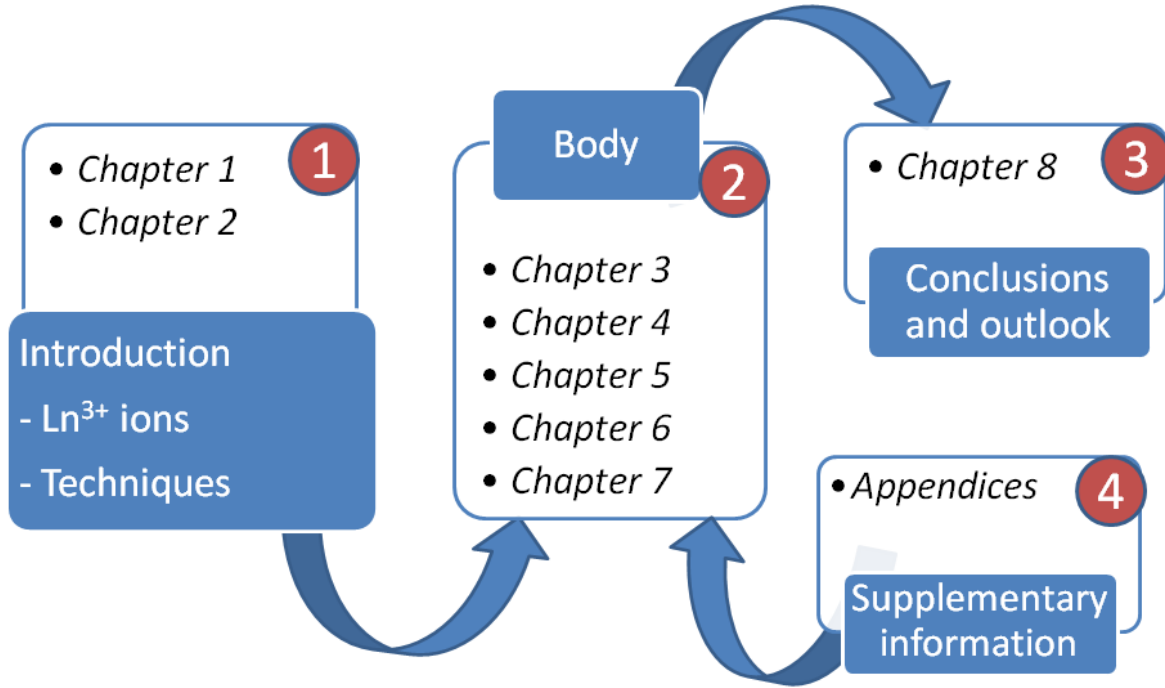 1
• Chapter 1
• Chapter 2
Introduction
- Ln³⁺ ions
- Techniques
Body
2
• Chapter 3
• Chapter 4
• Chapter 5
• Chapter 6
• Chapter 7
3
• Chapter 8
Conclusions
and outlook
4
• Appendices
Supplementary
information